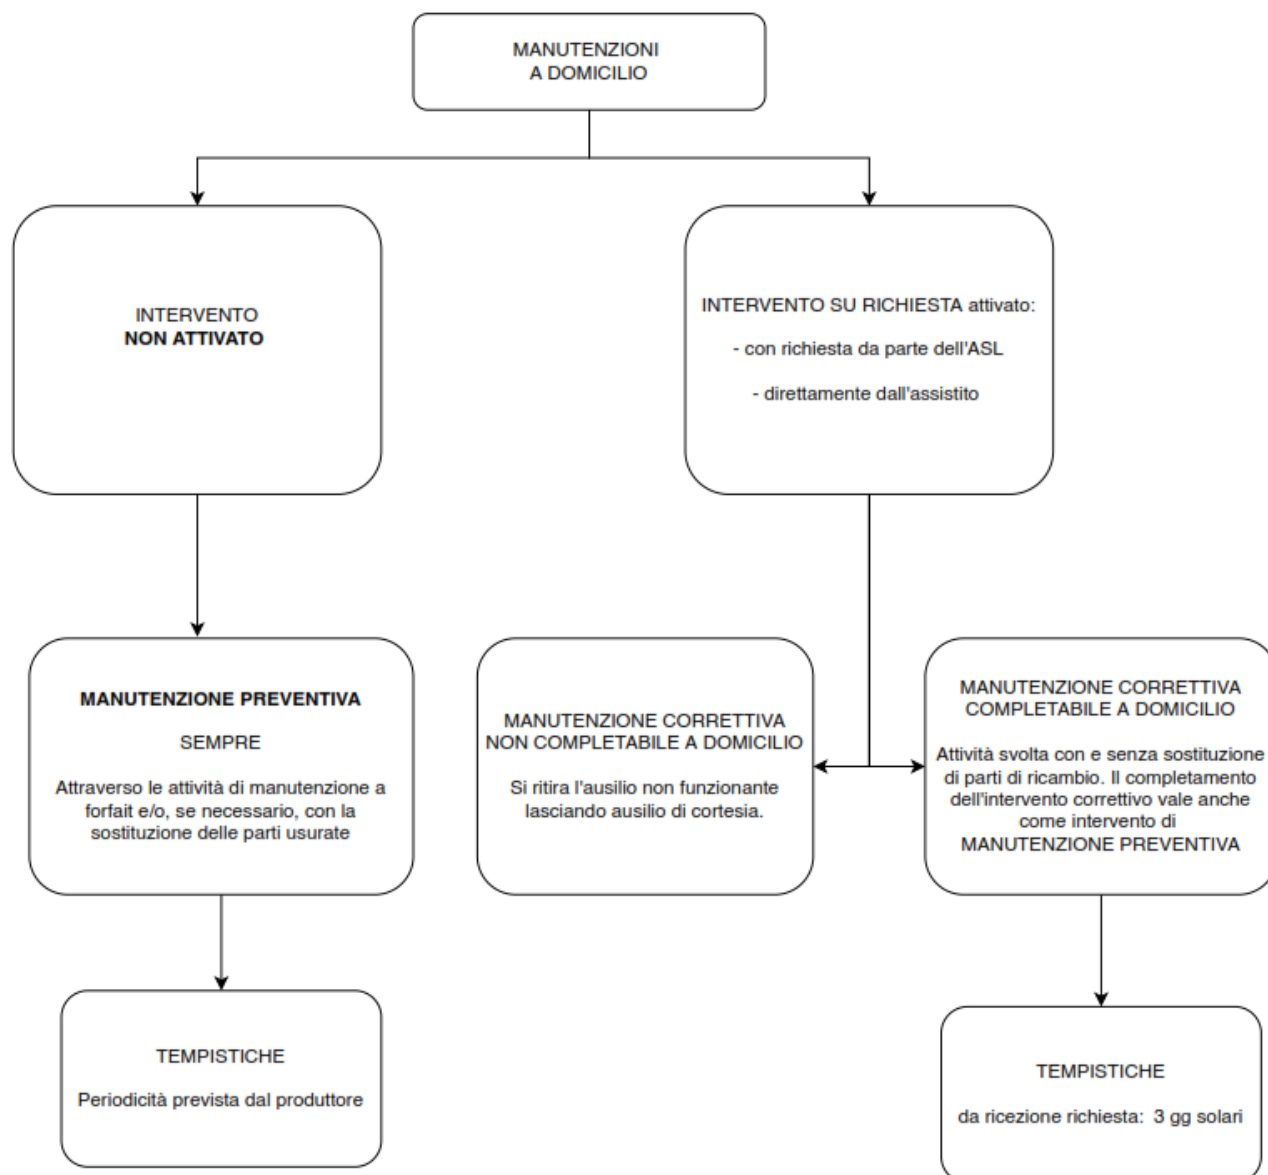 MANUTENZIONI
A DOMICILIO
INTERVENTO
NON ATTIVATO
INTERVENTO SU RICHIESTA attivato:
- con richiesta da parte dell'ASL
- direttamente dall'assistito
MANUTENZIONE PREVENTIVA
SEMPRE
Attraverso le attività di manutenzione a
forfait e/o, se necessario, con la
sostituzione delle parti usurate
MANUTENZIONE CORRETTIVA
NON COMPLETABILE A DOMICILIO
Si ritira l'ausilio non funzionante
lasciando ausilio di cortesia.
MANUTENZIONE CORRETTIVA
COMPLETABILE A DOMICILIO
Attività svolta con e senza sostituzione
di parti di ricambio. Il completamento
dell'intervento correttivo vale anche
come intervento di
MANUTENZIONE PREVENTIVA
TEMPISTICHE
Periodicità prevista dal produttore
TEMPISTICHE
da ricezione richiesta: 3 gg solari